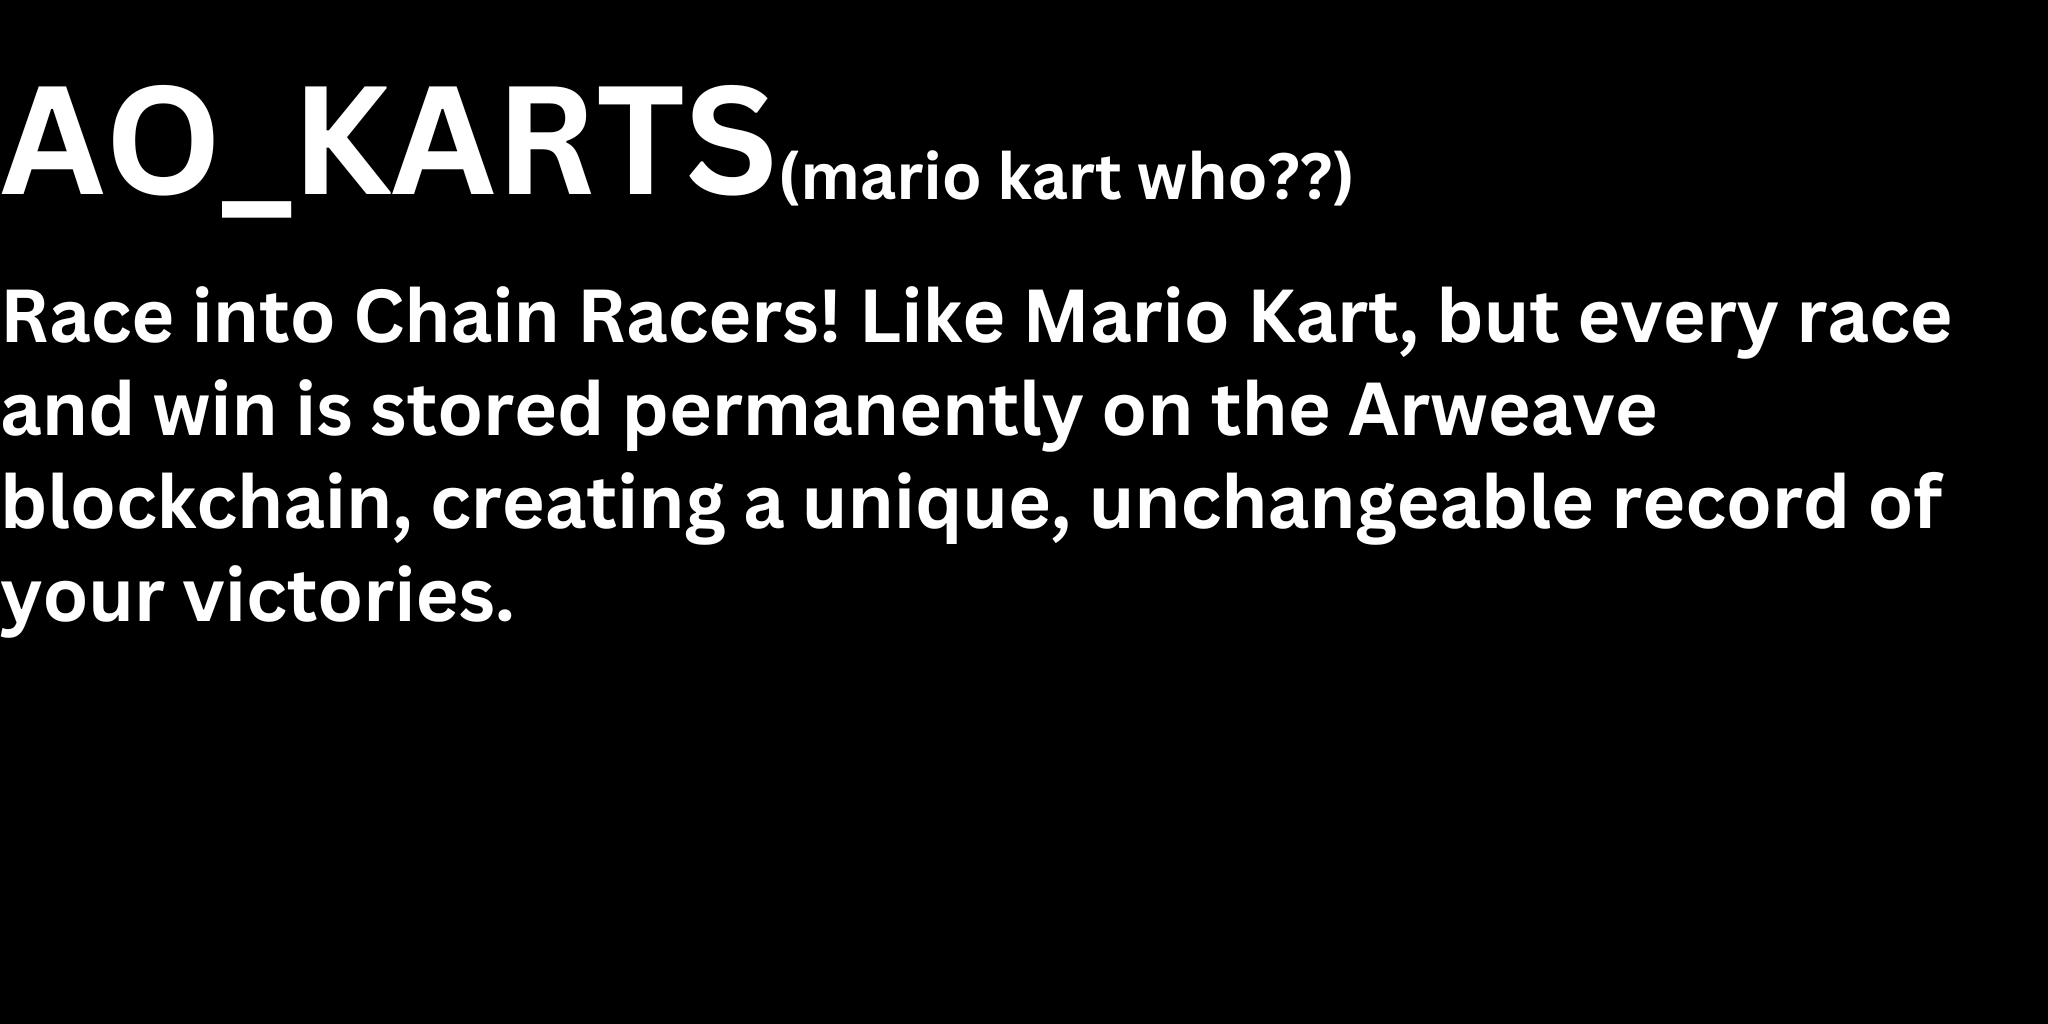 AO_KARTS(mario kart who??)
Race into Chain Racers! Like Mario Kart, but every race
and win is stored permanently on the Arweave
blockchain, creating a unique, unchangeable record of
your victories.